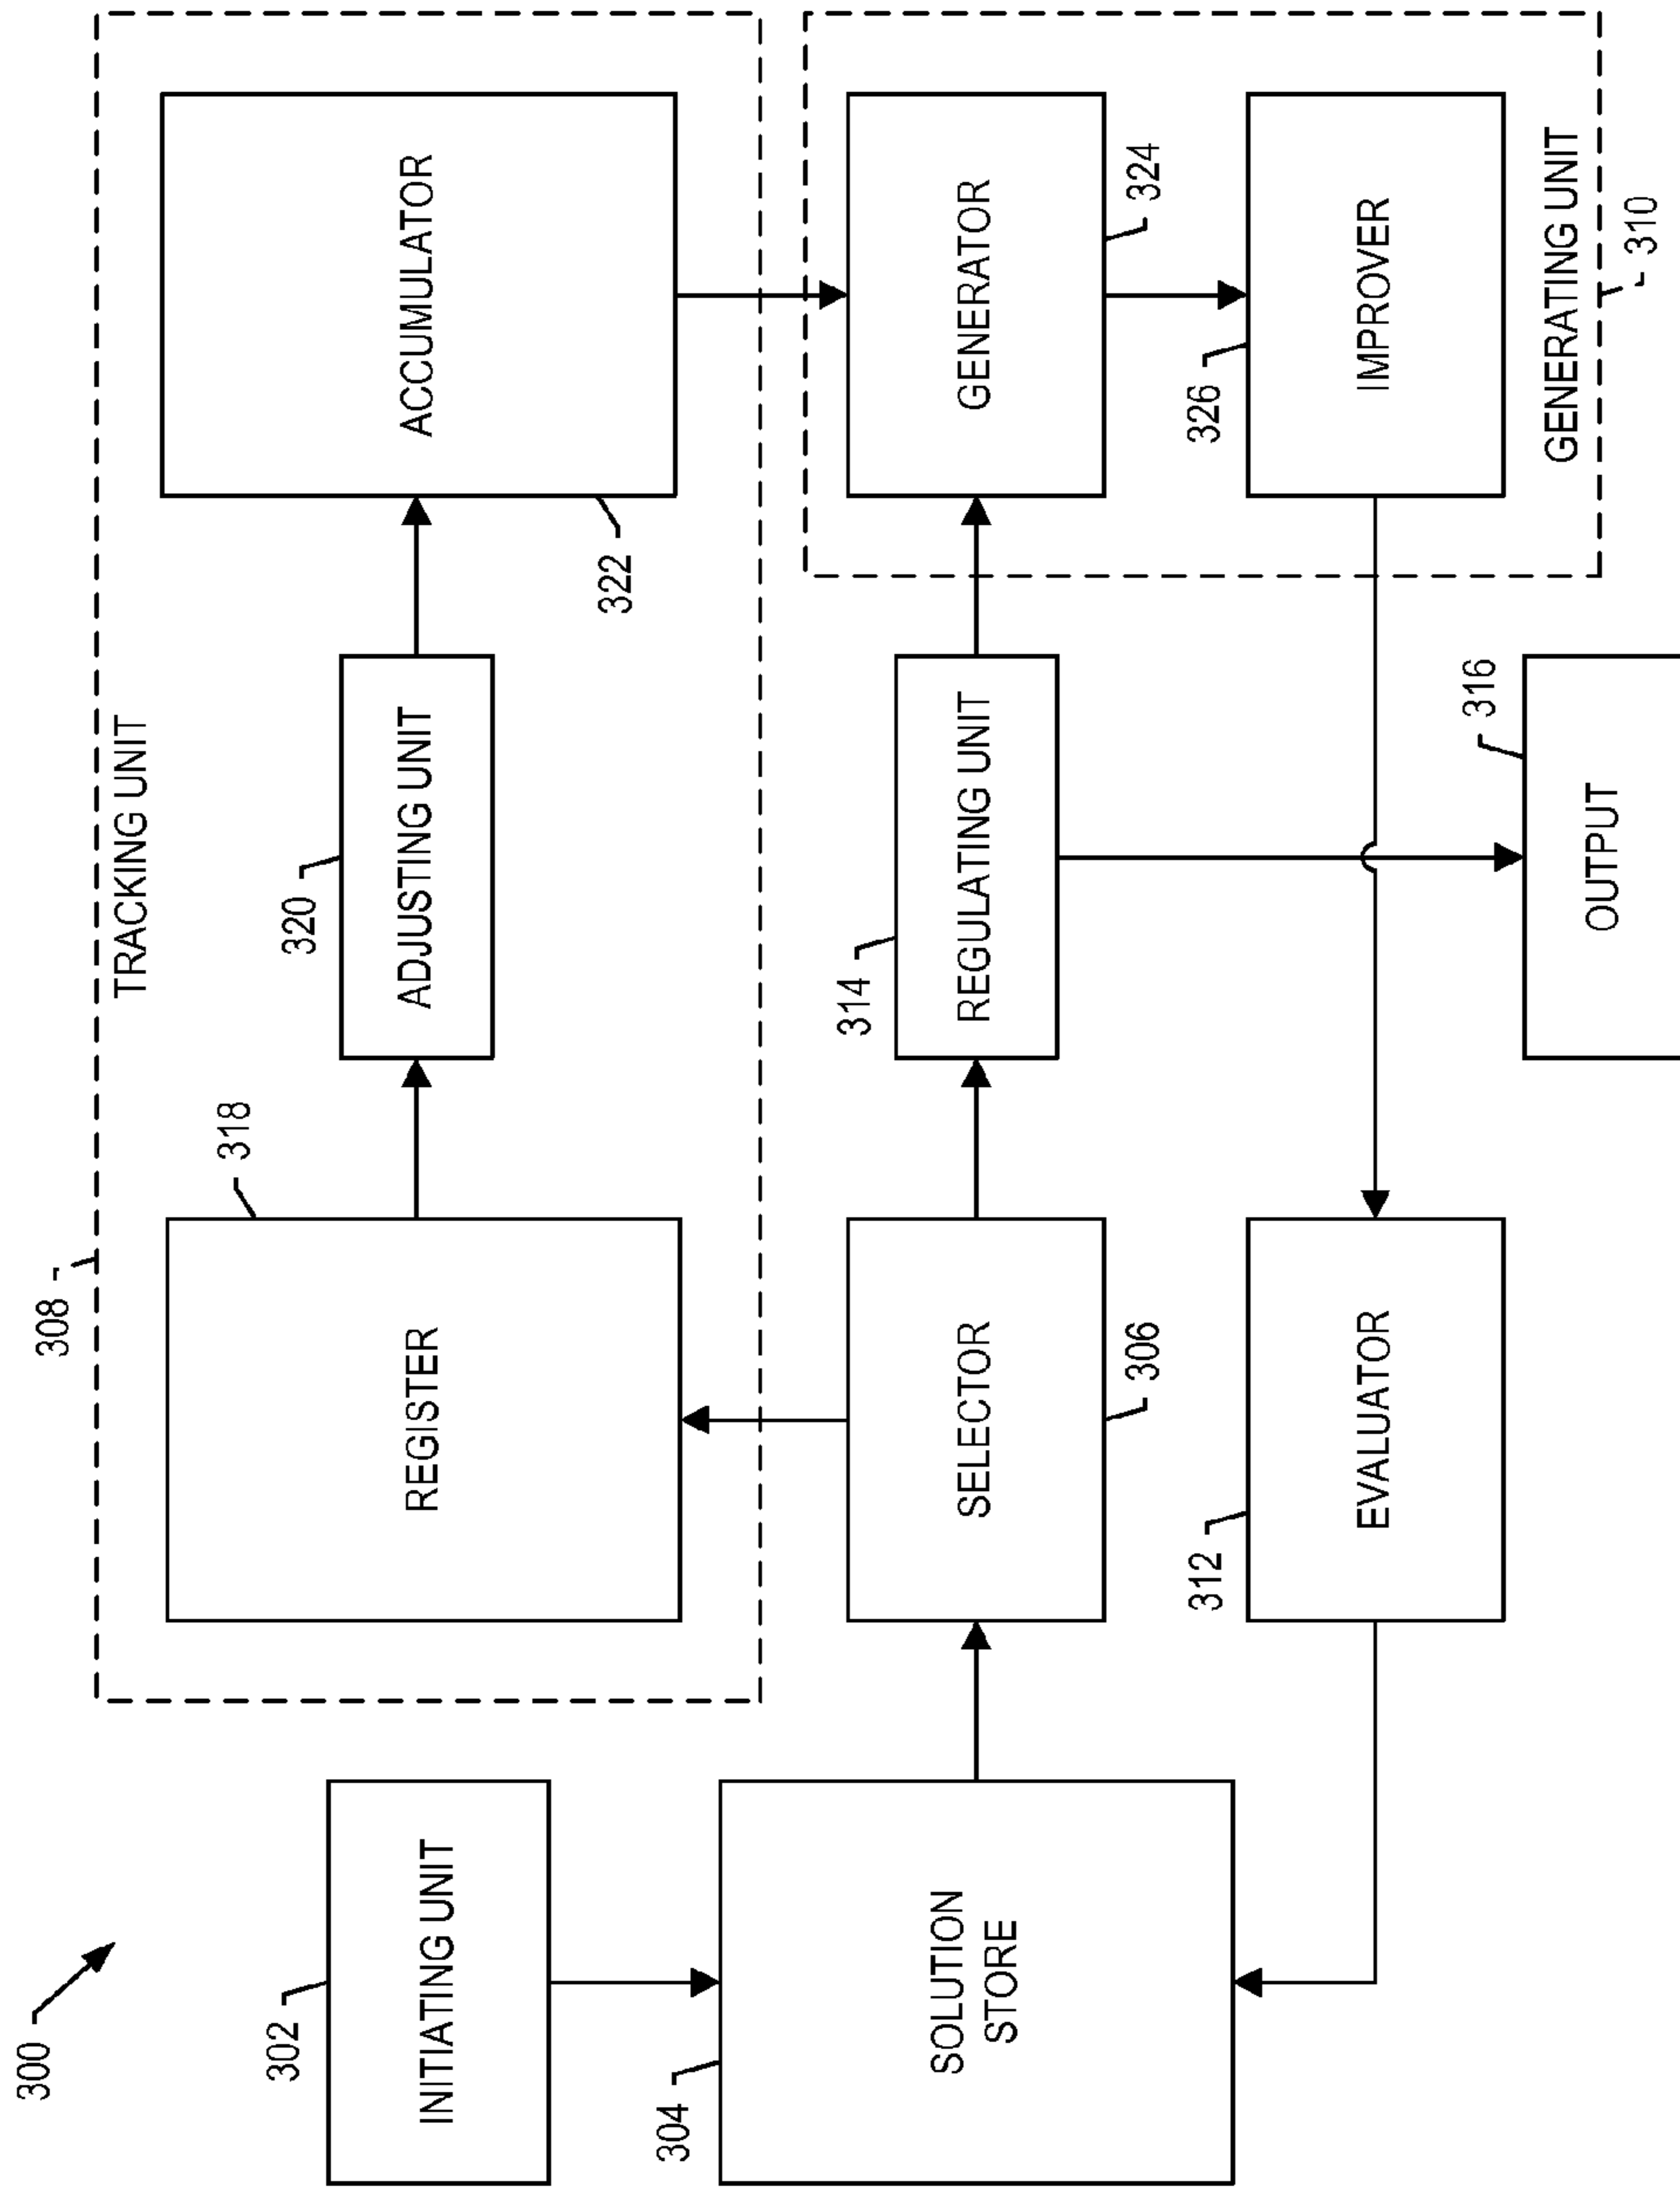 300
308
TRACKING UNIT
302
INITIATING UNIT
318
REGISTER
320
ADJUSTING UNIT
322
ACCUMULATOR
304
SOLUTION
STORE
306
SELECTOR
314
REGULATING UNIT
324
GENERATOR
312
EVALUATOR
326
IMPROVER
GENERATING UNIT
310
316
OUTPUT